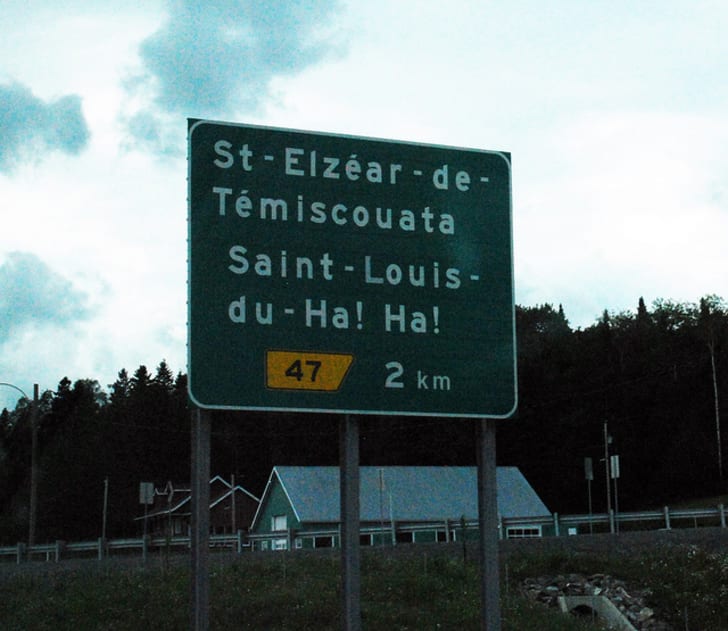 St-Elzéar-de-
Témiscouata
Saint-Louis-
du-Ha! Ha!
47 2 km